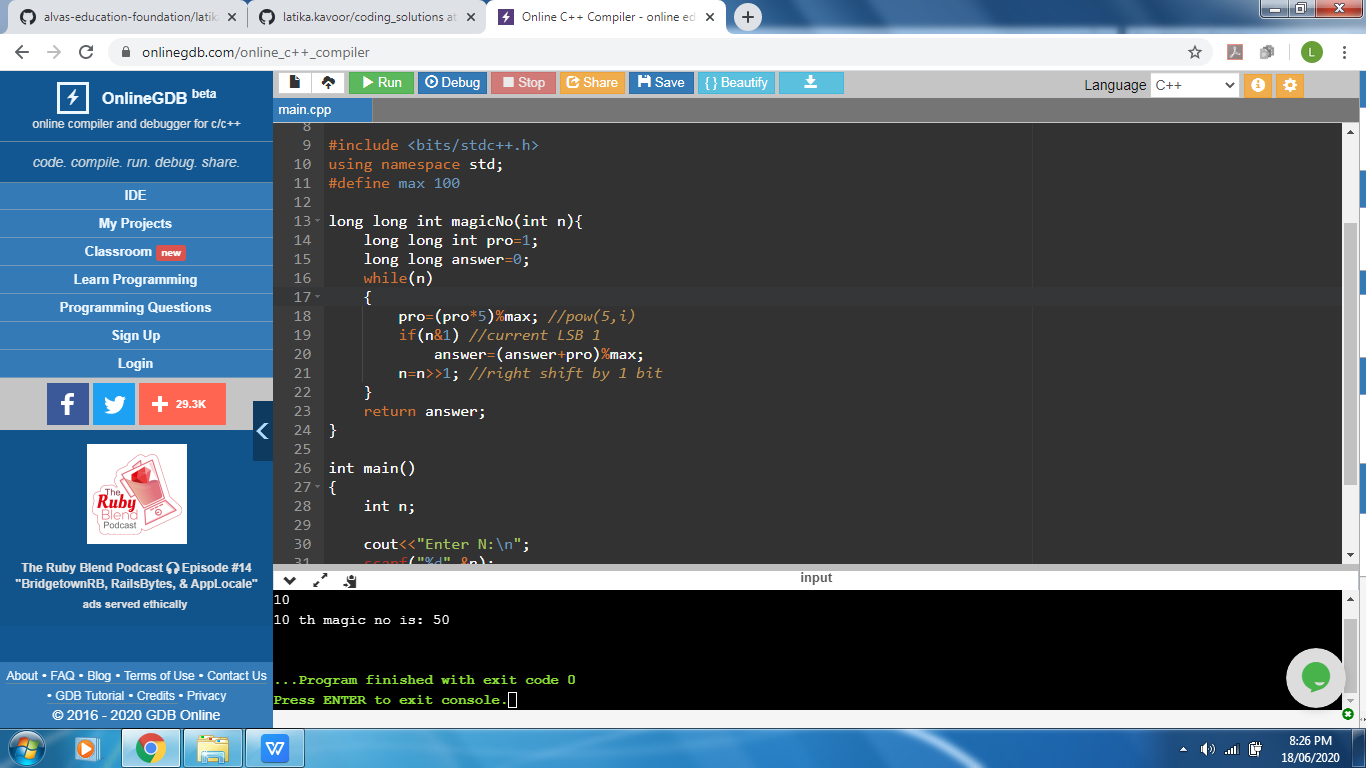 alvas-education-foundation/latik
latika.kavoor/coding_solutions at
Online C++ Compiler - online ed
onlinegdb.com/online_c++_compiler
L
OnlineGDB beta
online compiler and debugger for c/c++
code. compile. run. debug. share.
IDE
My Projects
Classroom new
Learn Programming
Programming Questions
Sign Up
Login
29.3K
The
Ruby
Blend
Podcast
The Ruby Blend Podcast Episode #14
"BridgetownRB, RailsBytes, & AppLocale"
ads served ethically
About • FAQ • Blog • Terms of Use • Contact Us
• GDB Tutorial • Credits • Privacy
© 2016 - 2020 GDB Online
Run Debug Stop Share Save { } Beautify
Language C++
main.cpp
8
9 #include <bits/stdc++.h>
10 using namespace std;
11 #define max 100
12
13 long long int magicNo(int n){
14 long long int pro=1;
15 long long answer=0;
16 while(n)
17 {
18 pro=(pro*5)%max; //pow(5,i)
19 if(n&1) //current LSB 1
20 answer=(answer+pro)%max;
21 n=n>>1; //right shift by 1 bit
22 }
23 return answer;
24 }
25
26 int main()
27 {
28 int n;
29
30 cout<<"Enter N:\n";
31 scanf("%d",&n);
input
10
10 th magic no is: 50
...Program finished with exit code 0
Press ENTER to exit console.
W
8:26 PM
18/06/2020